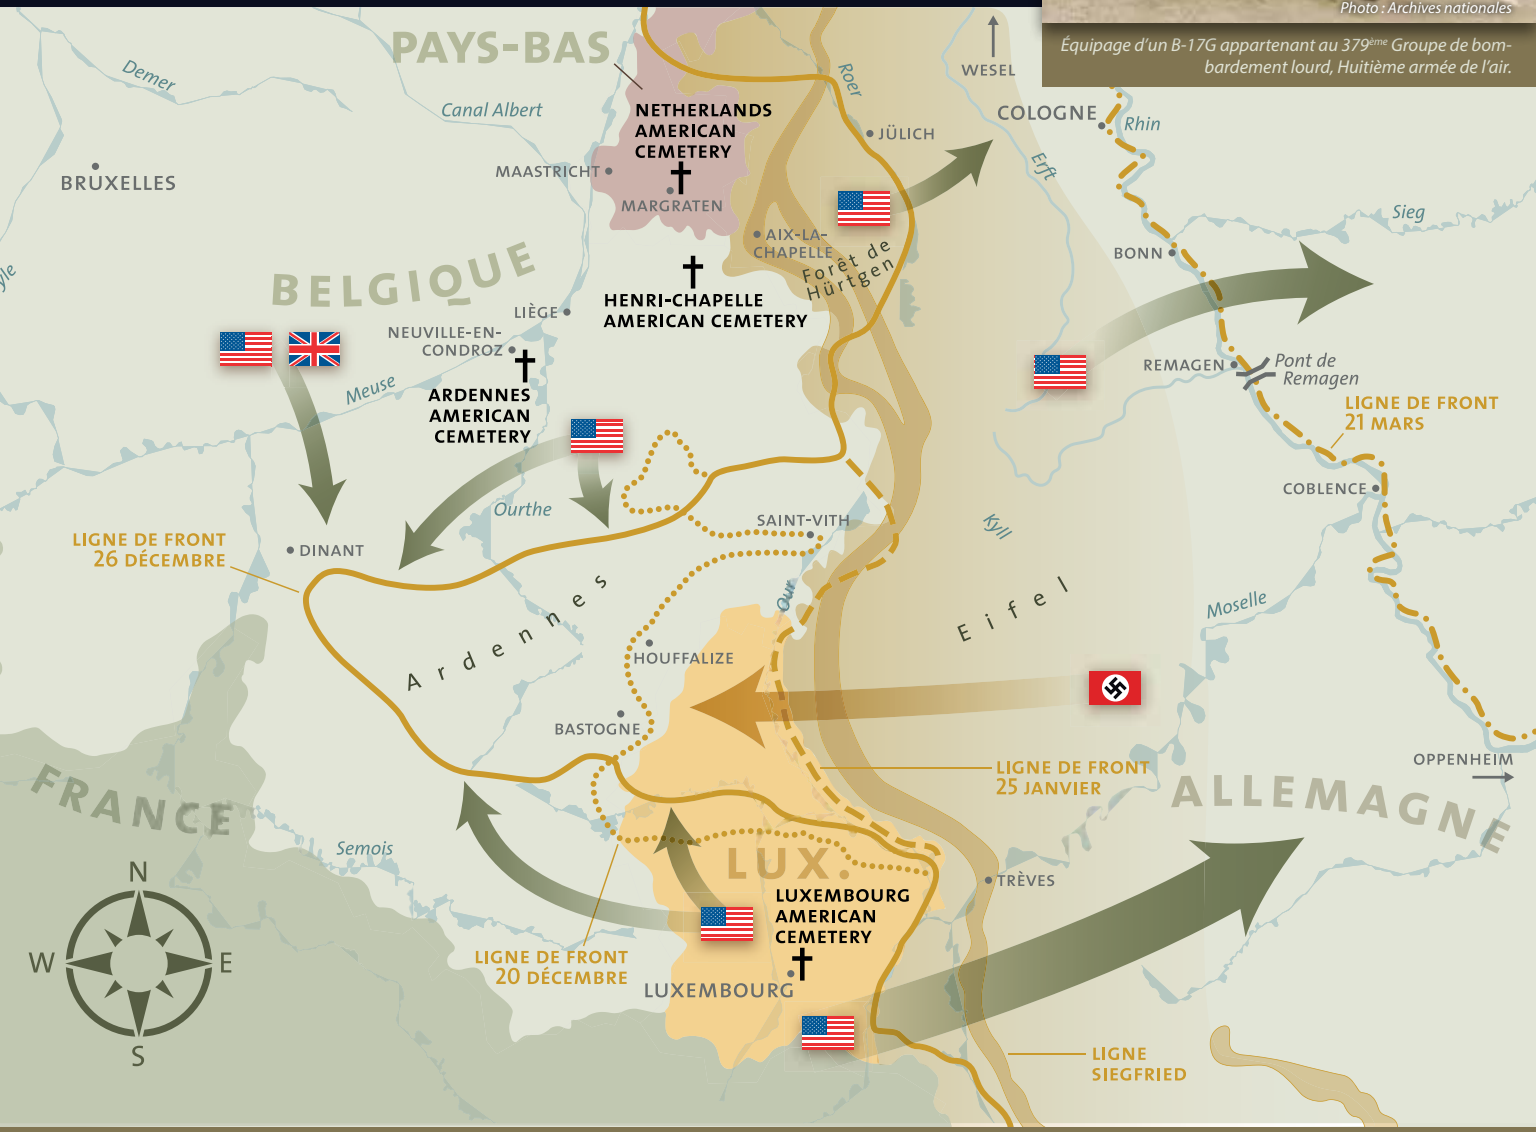 Photo : Archives nationales
Équipage d’un B-17G appartenant au 379ème Groupe de bom-
bardement lourd, Huitième armée de l’air.
PAYS-BAS
WESEL
Roer
Demer
Canal Albert
NETHERLANDS
AMERICAN
CEMETERY
COLOGNE
Rhin
JÜLICH
Erft
MAASTRICHT
BRUXELLES
MARGRATEN
Sieg
AIX-LA-
CHAPELLE
Forêt de
Hürtgen
BONN
BELGIQUE
HENRI-CHAPELLE
AMERICAN CEMETERY
LIÈGE
NEUVILLE-EN-
CONDROZ
Meuse
ARDENNES
AMERICAN
CEMETERY
REMAGEN
Pont de
Remagen
LIGNE DE FRONT
21 MARS
COBLENCE
Ourthe
SAINT-VITH
Kyll
LIGNE DE FRONT
26 DÉCEMBRE
DINANT
Ardennes
Our
Eifel
Moselle
HOUFFALIZE
BASTOGNE
OPPENHEIM
LIGNE DE FRONT
25 JANVIER
ALLEMAGNE
FRANCE
Semois
LUX.
TRÈVES
LUXEMBOURG
AMERICAN
CEMETERY
N
W
E
S
LIGNE DE FRONT
20 DÉCEMBRE
LUXEMBOURG
LIGNE
SIEGFRIED